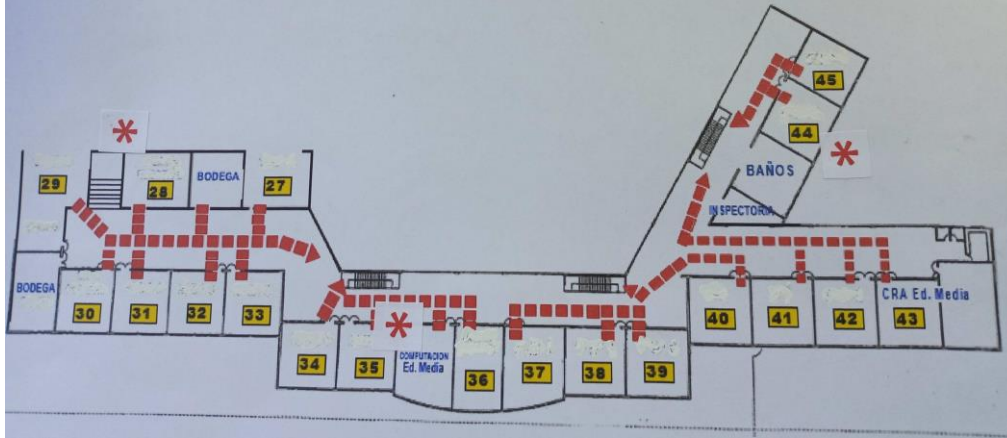 45
44
BAÑOS
INSPECTORIA
29
28
BODEGA
27
BODEGA
30
31
32
33
34
35
COMPUTACION
Ed. Media
36
37
38
39
40
41
42
43
CRA Ed. Media